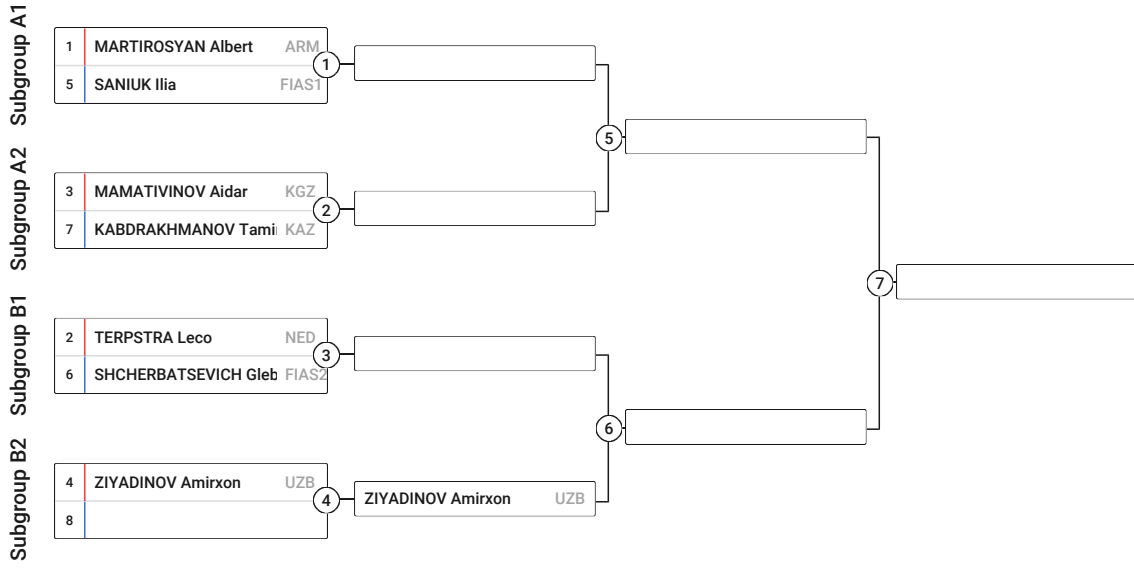 Subgroup A1
1 MARTIROSYAN Albert ARM
5 SANIUK Ilia FIAS1
1
Subgroup A2
3 MAMATIVINOV Aidar KGZ
7 KABDRAKHMANOV Tami KAZ
2
5
Subgroup B1
2 TERPSTRA Leco NED
6 SHCHERBATSEVICH Gleb FIAS2
3
Subgroup B2
4 ZIYADINOV Amirxon UZB
8
4
ZIYADINOV Amirxon UZB
6
7